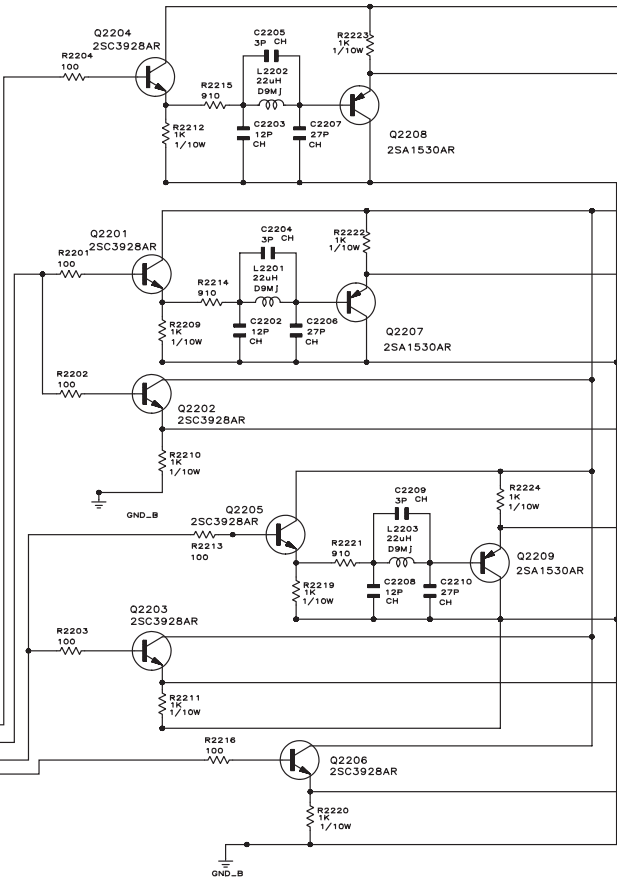 Q2204
2SC3928AR
R2204
100
C2205
3P CH
R2223
1K
1/10W
R2215
910
L2202
22uH
D9Mj
R2212
1K
1/10W
C2203
12P
CH
C2207
27P
CH
Q2208
2SA1530AR
Q2201
2SC3928AR
R2201
100
C2204
3P CH
R2222
1K
1/10W
R2214
910
L2201
22uH
D9Mj
R2209
1K
1/10W
C2202
12P
CH
C2206
27P
CH
Q2207
2SA1530AR
R2202
100
Q2202
2SC3928AR
R2210
1K
1/10W
GND_B
Q2205
2SC3928AR
R2213
100
C2209
3P CH
R2224
1K
1/10W
R2221
910
L2203
22uH
D9Mj
R2219
1K
1/10W
C2208
12P
CH
C2210
27P
CH
Q2209
2SA1530AR
Q2203
2SC3928AR
R2203
100
R2211
1K
1/10W
R2216
100
Q2206
2SC3928AR
R2220
1K
1/10W
GND_B